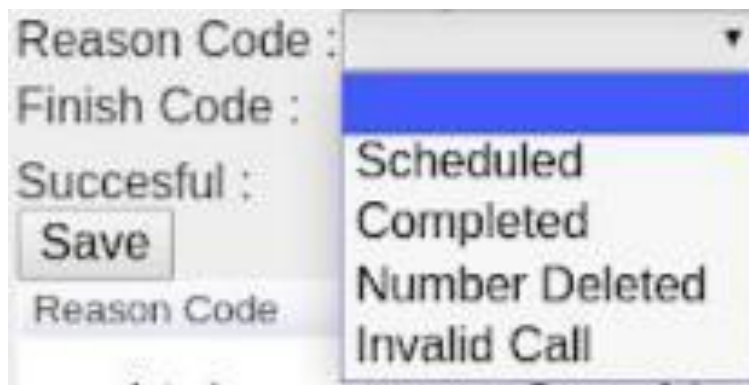 Reason Code :
Finish Code :
Succesful :
Save
Reason Code
Scheduled
Completed
Number Deleted
Invalid Call